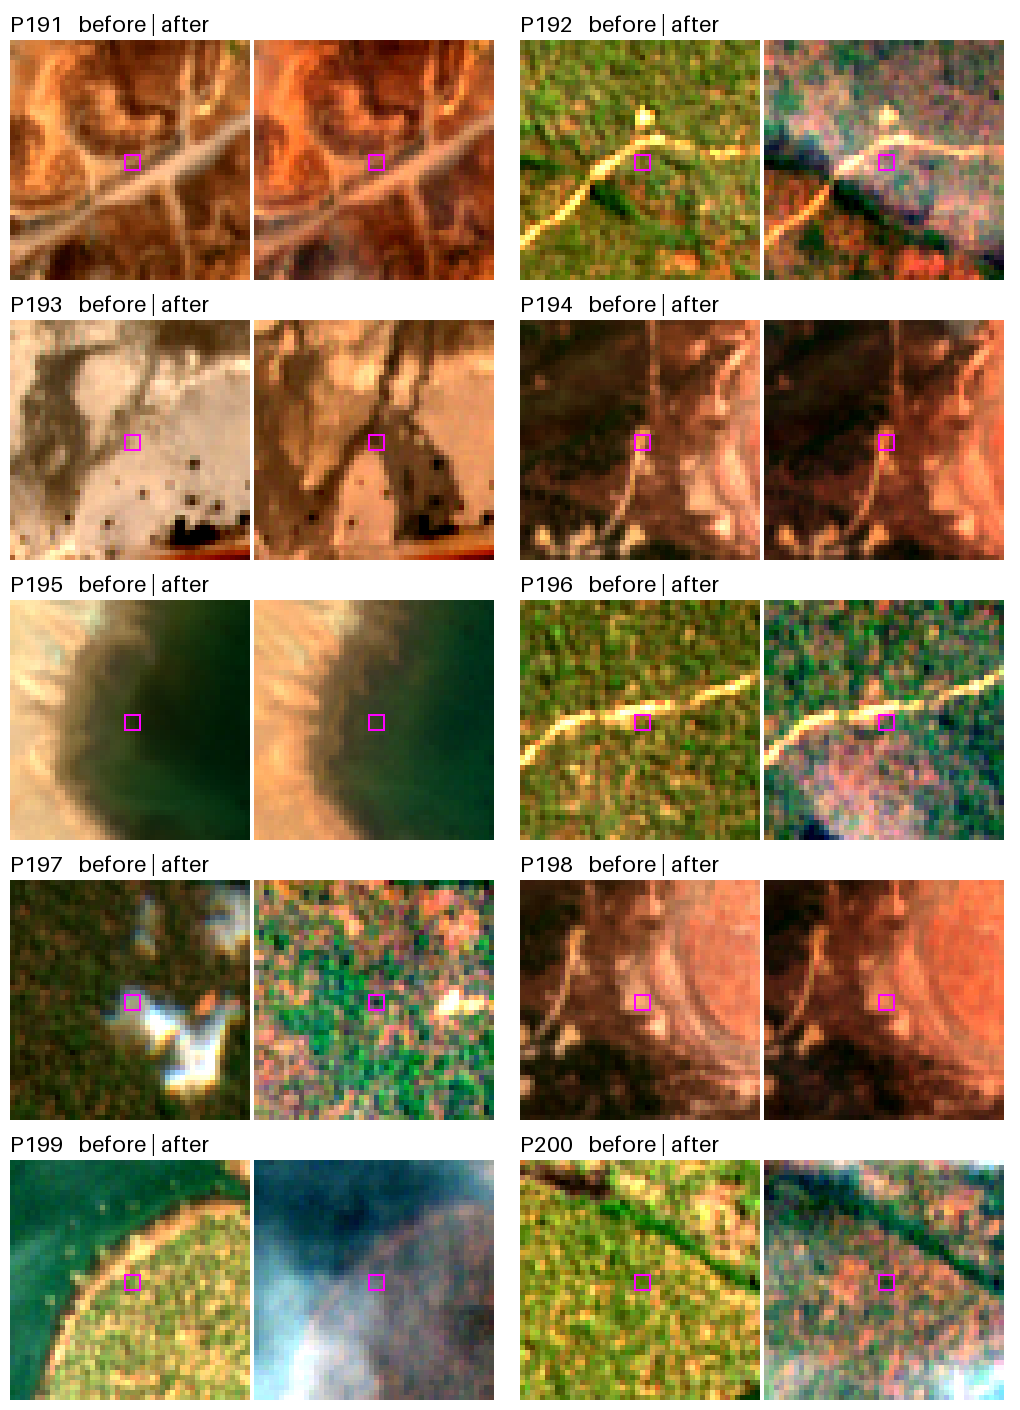 P191 before | after
P192 before | after
P193 before | after
P194 before | after
P195 before | after
P196 before | after
P197 before | after
P198 before | after
P199 before | after
P200 before | after